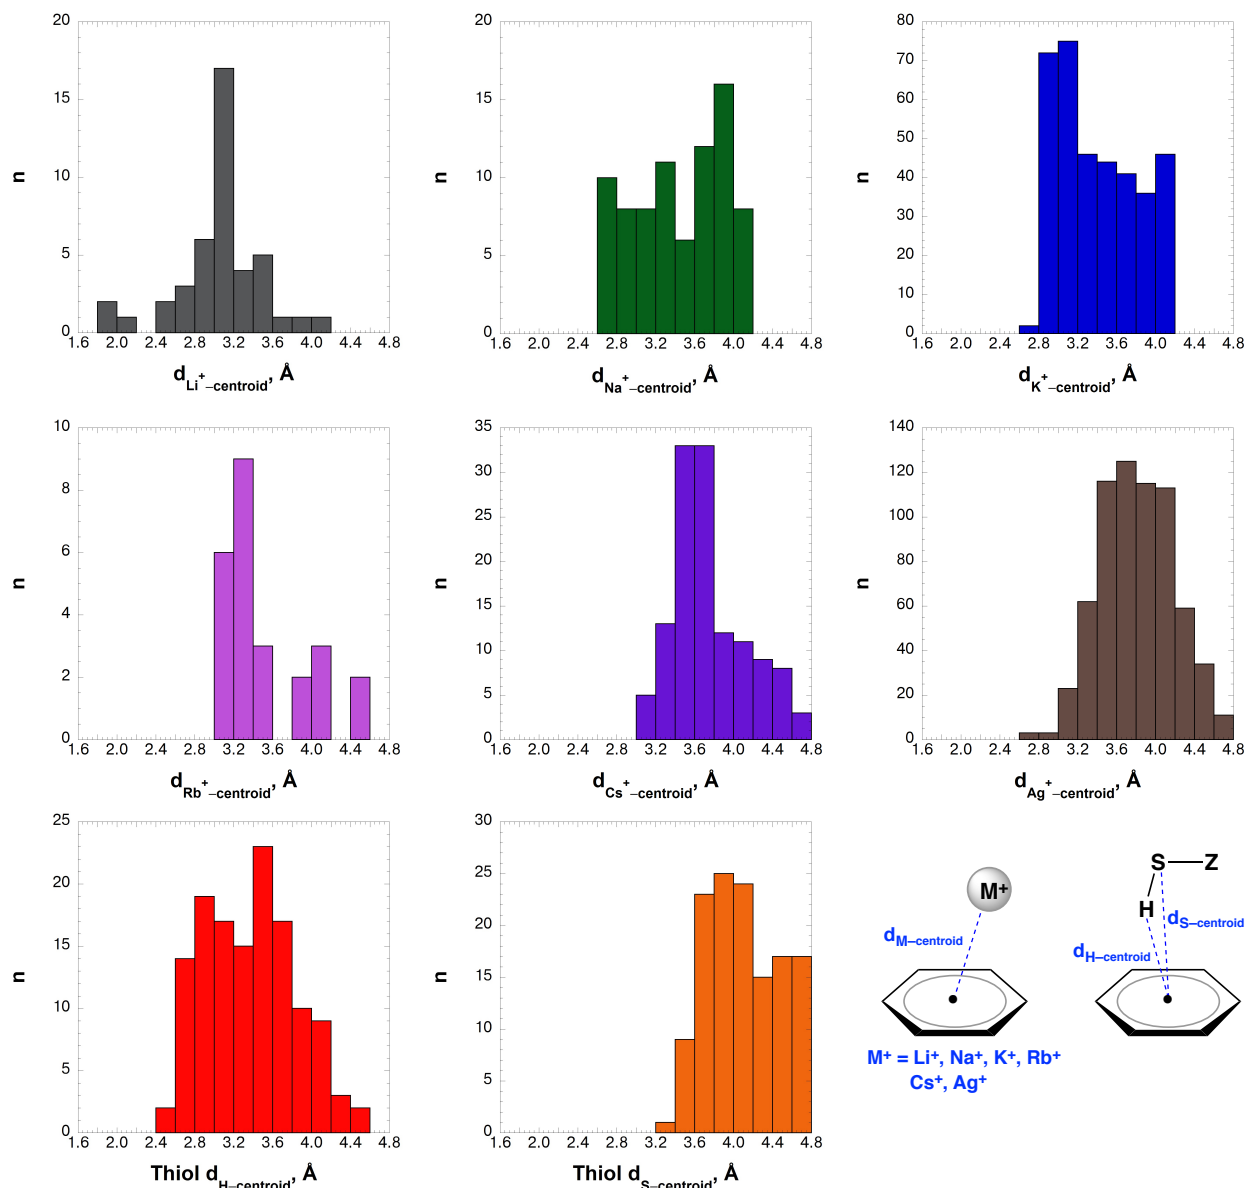 20
15
10
5
0
n
1.6 2.0 2.4 2.8 3.2 3.6 4.0 4.4 4.8
d Li⁺–centroid, Å
20
15
10
5
0
n
1.6 2.0 2.4 2.8 3.2 3.6 4.0 4.4 4.8
d Na⁺–centroid, Å
80
70
60
50
40
30
20
10
0
n
1.6 2.0 2.4 2.8 3.2 3.6 4.0 4.4 4.8
d K⁺–centroid, Å
10
8
6
4
2
0
n
1.6 2.0 2.4 2.8 3.2 3.6 4.0 4.4 4.8
d Rb⁺–centroid, Å
35
30
25
20
15
10
5
0
n
1.6 2.0 2.4 2.8 3.2 3.6 4.0 4.4 4.8
d Cs⁺–centroid, Å
140
120
100
80
60
40
20
0
n
1.6 2.0 2.4 2.8 3.2 3.6 4.0 4.4 4.8
d Ag⁺–centroid, Å
25
20
15
10
5
0
n
1.6 2.0 2.4 2.8 3.2 3.6 4.0 4.4 4.8
Thiol d H–centroid, Å
30
25
20
15
10
5
0
n
1.6 2.0 2.4 2.8 3.2 3.6 4.0 4.4 4.8
Thiol d S–centroid, Å
M⁺
d M–centroid
S Z
H
d S–centroid
d H–centroid
M⁺ = Li⁺, Na⁺, K⁺, Rb⁺
Cs⁺, Ag⁺